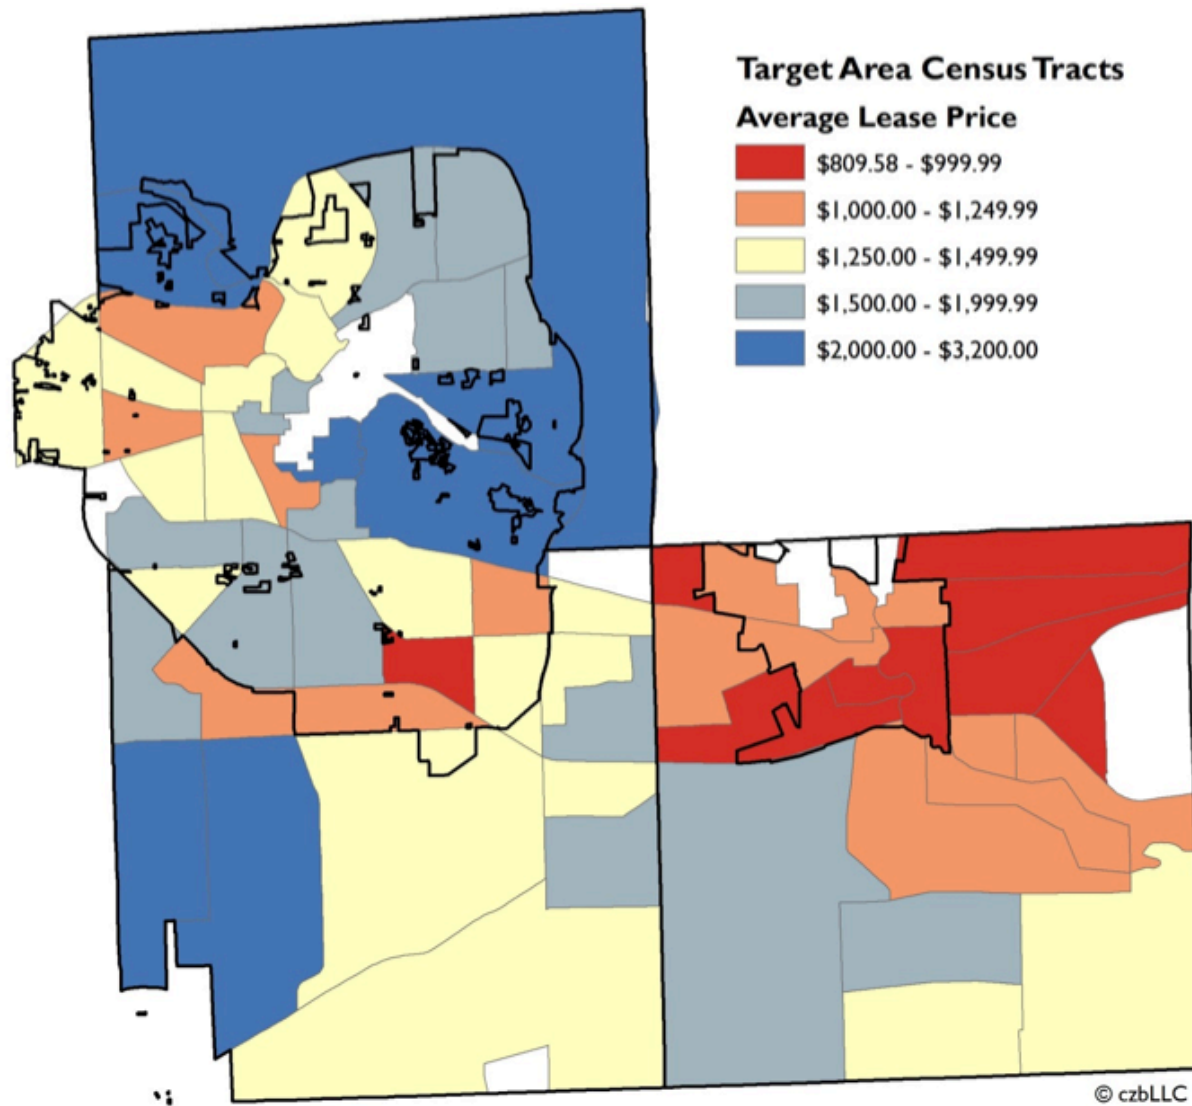 Target Area Census Tracts
Average Lease Price
$809.58 - $999.99
$1,000.00 - $1,249.99
$1,250.00 - $1,499.99
$1,500.00 - $1,999.99
$2,000.00 - $3,200.00
© czbLLC